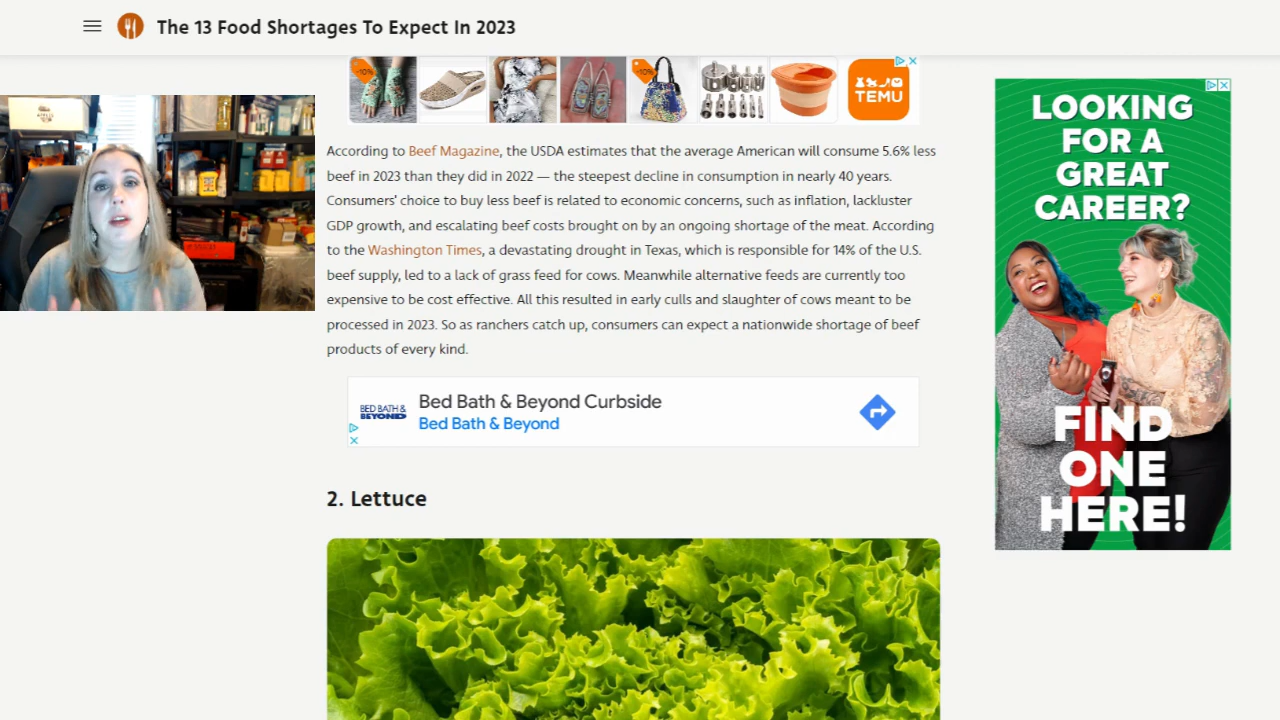 The 13 Food Shortages To Expect In 2023
-10%
-10%
TEMU
According to Beef Magazine, the USDA estimates that the average American will consume 5.6% less
beef in 2023 than they did in 2022 — the steepest decline in consumption in nearly 40 years.
Consumers' choice to buy less beef is related to economic concerns, such as inflation, lackluster
GDP growth, and escalating beef costs brought on by an ongoing shortage of the meat. According
to the Washington Times, a devastating drought in Texas, which is responsible for 14% of the U.S.
beef supply, led to a lack of grass feed for cows. Meanwhile alternative feeds are currently too
expensive to be cost effective. All this resulted in early culls and slaughter of cows meant to be
processed in 2023. So as ranchers catch up, consumers can expect a nationwide shortage of beef
products of every kind.
BED BATH &
BEYOND
Bed Bath & Beyond Curbside
Bed Bath & Beyond
2. Lettuce
LOOKING
FOR A
GREAT
CAREER?
FIND
ONE
HERE!